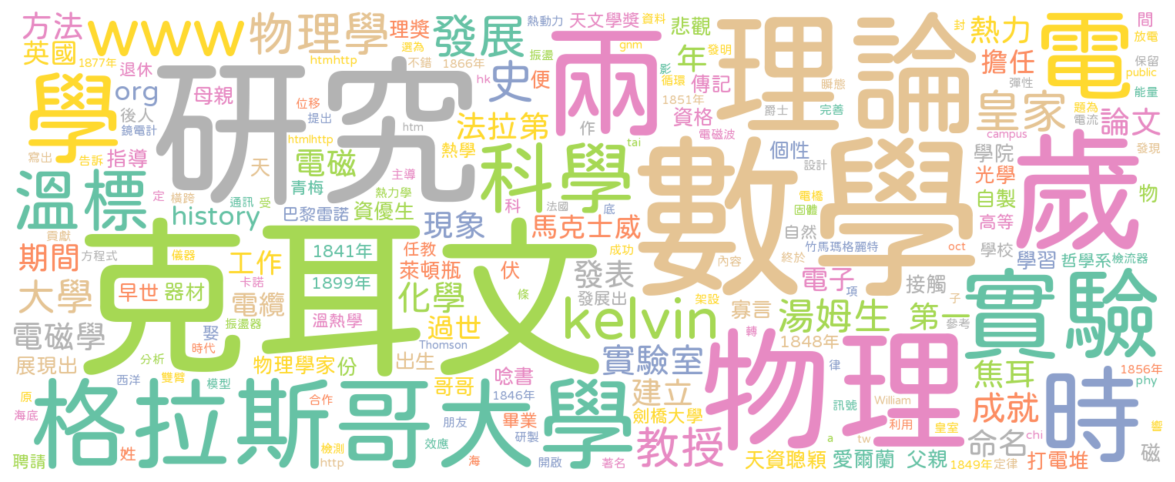 方法
www
物理學
理獎
發展
熱動力
天文學獎
資料
悲觀
理論
電
熱力
間
放電
英國
1877年
htmhttp
選為
不錯
1866年
振盪
gnm
影
年
發明
擔任
保留
public
退休
org
母親
研究
史
hk
便
兩
循環
傳記
瞬態
彈性
能量
學
後人
鏡電計
位移
提出
htm
法拉第
作
1851年
資格
爵士
完善
皇家
題為
電流
論文
寫出
告訴
指導
天
htmlhttp
熱學
tai
電磁波
campus
發現
溫標
定
橫跨
電磁
青梅
主導
熱力學
科學
個性
設計
學院
歲
光學
通訊
受
history
巴黎雷諾
資優生
科
法國
底
數學
電橋
固體
自製
物
貢獻
方程式
儀器
克耳文
現象
馬克士威
自然
竹馬瑪格麗特
高等
期間
工作
1841年
任教
萊頓瓶
伏
成功
內容
終於
oct
學校
學習
哲學系
檢流器
大學
早世
器材
卡諾
電纜
1899年
化學
發表
發展出
條
架設
電子
項
接觸
實驗
電磁學
娶
振盪器
溫熱學
過世
kelvin
寡言
子
湯姆生
第一
參考
展現出
時代
物理學家
份
出生
Thomson
實驗室
轉
物理
1848年
律
焦耳
1856年
phy
分析
西洋
雙臂
模型
1846年
哥哥
唸書
建立
William
訊號
成就
時
原
海底
格拉斯哥大學
合作
朋友
畢業
研製
劍橋大學
利用
皇室
命名
chi
聘請
姓
檢測
http
效應
海
開啟
著名
教授
天資聰穎
a
tw
愛爾蘭
父親
1849年
定律
打電堆
磁